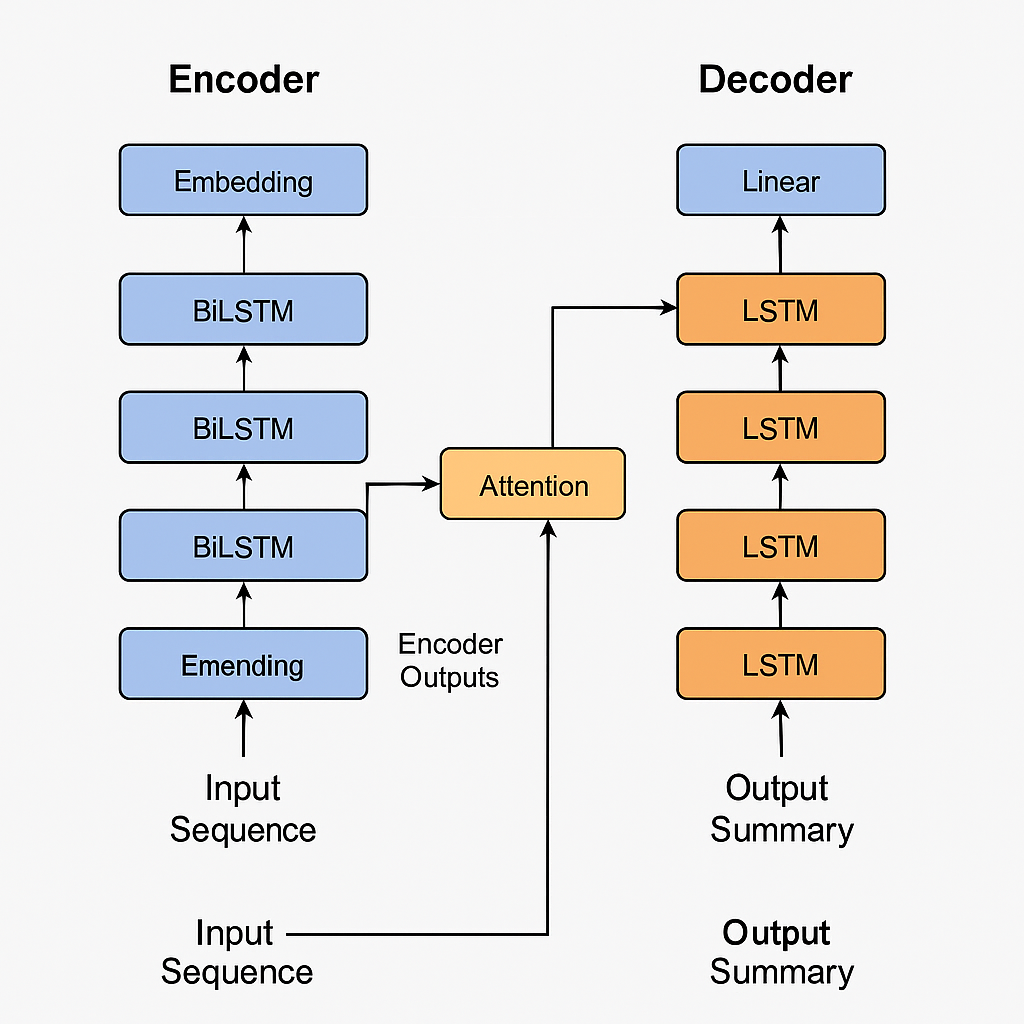 Encoder
Embedding
BiLSTM
BiLSTM
BiLSTM
Emending
Input
Sequence
Input
Sequence
Attention
Encoder
Outputs
Decoder
Linear
LSTM
LSTM
LSTM
LSTM
Output
Summary
Output
Summary